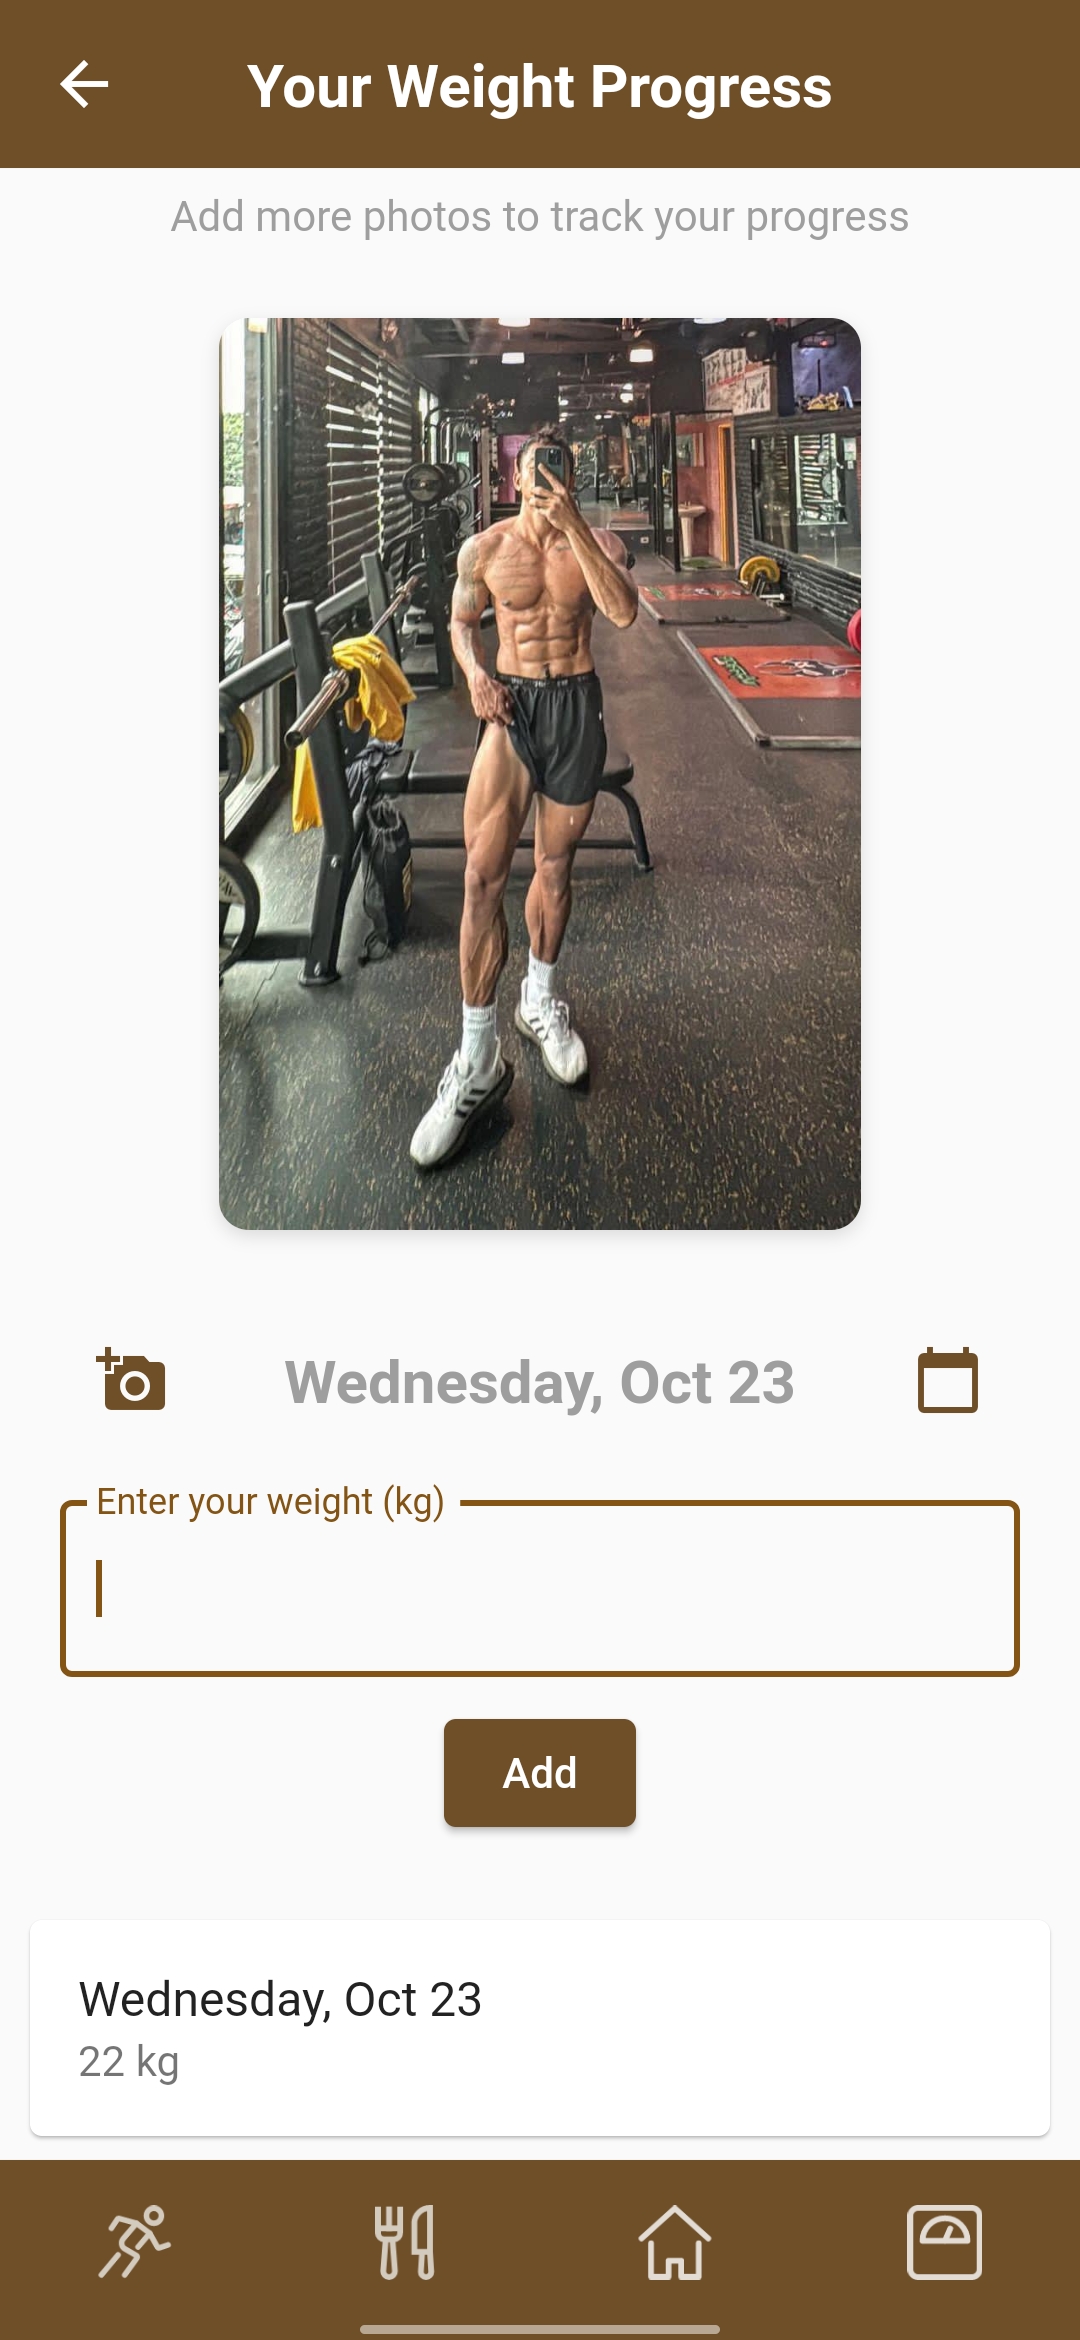 Your Weight Progress
Add more photos to track your progress
Wednesday, Oct 23
Enter your weight (kg)
Add
Wednesday, Oct 23
22 kg